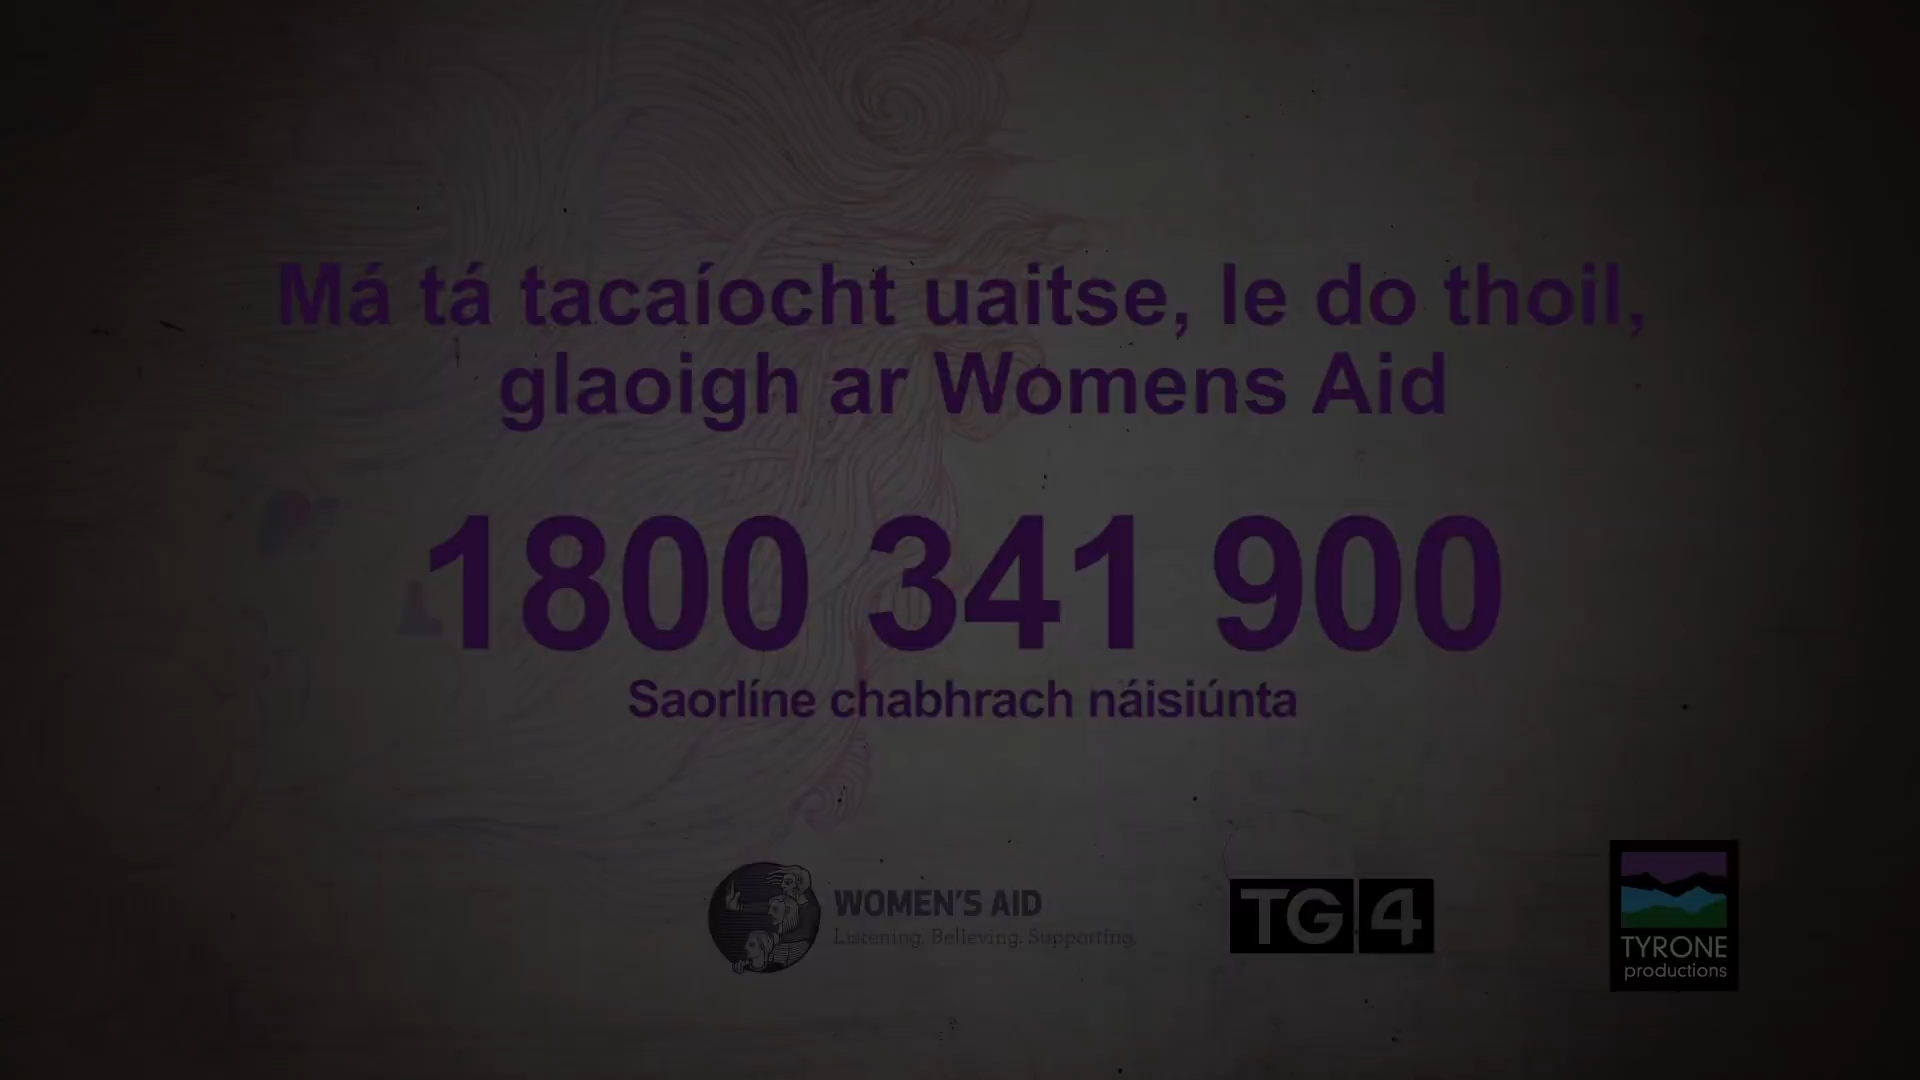 Má tá tacaíocht uaitse, le do thoil,
glaoigh ar Womens Aid
1800 341 900
Saorlíne chabhrach náisiúnta
WOMEN'S AID
Listening. Believing. Supporting.
TG4
TYRONE
productions